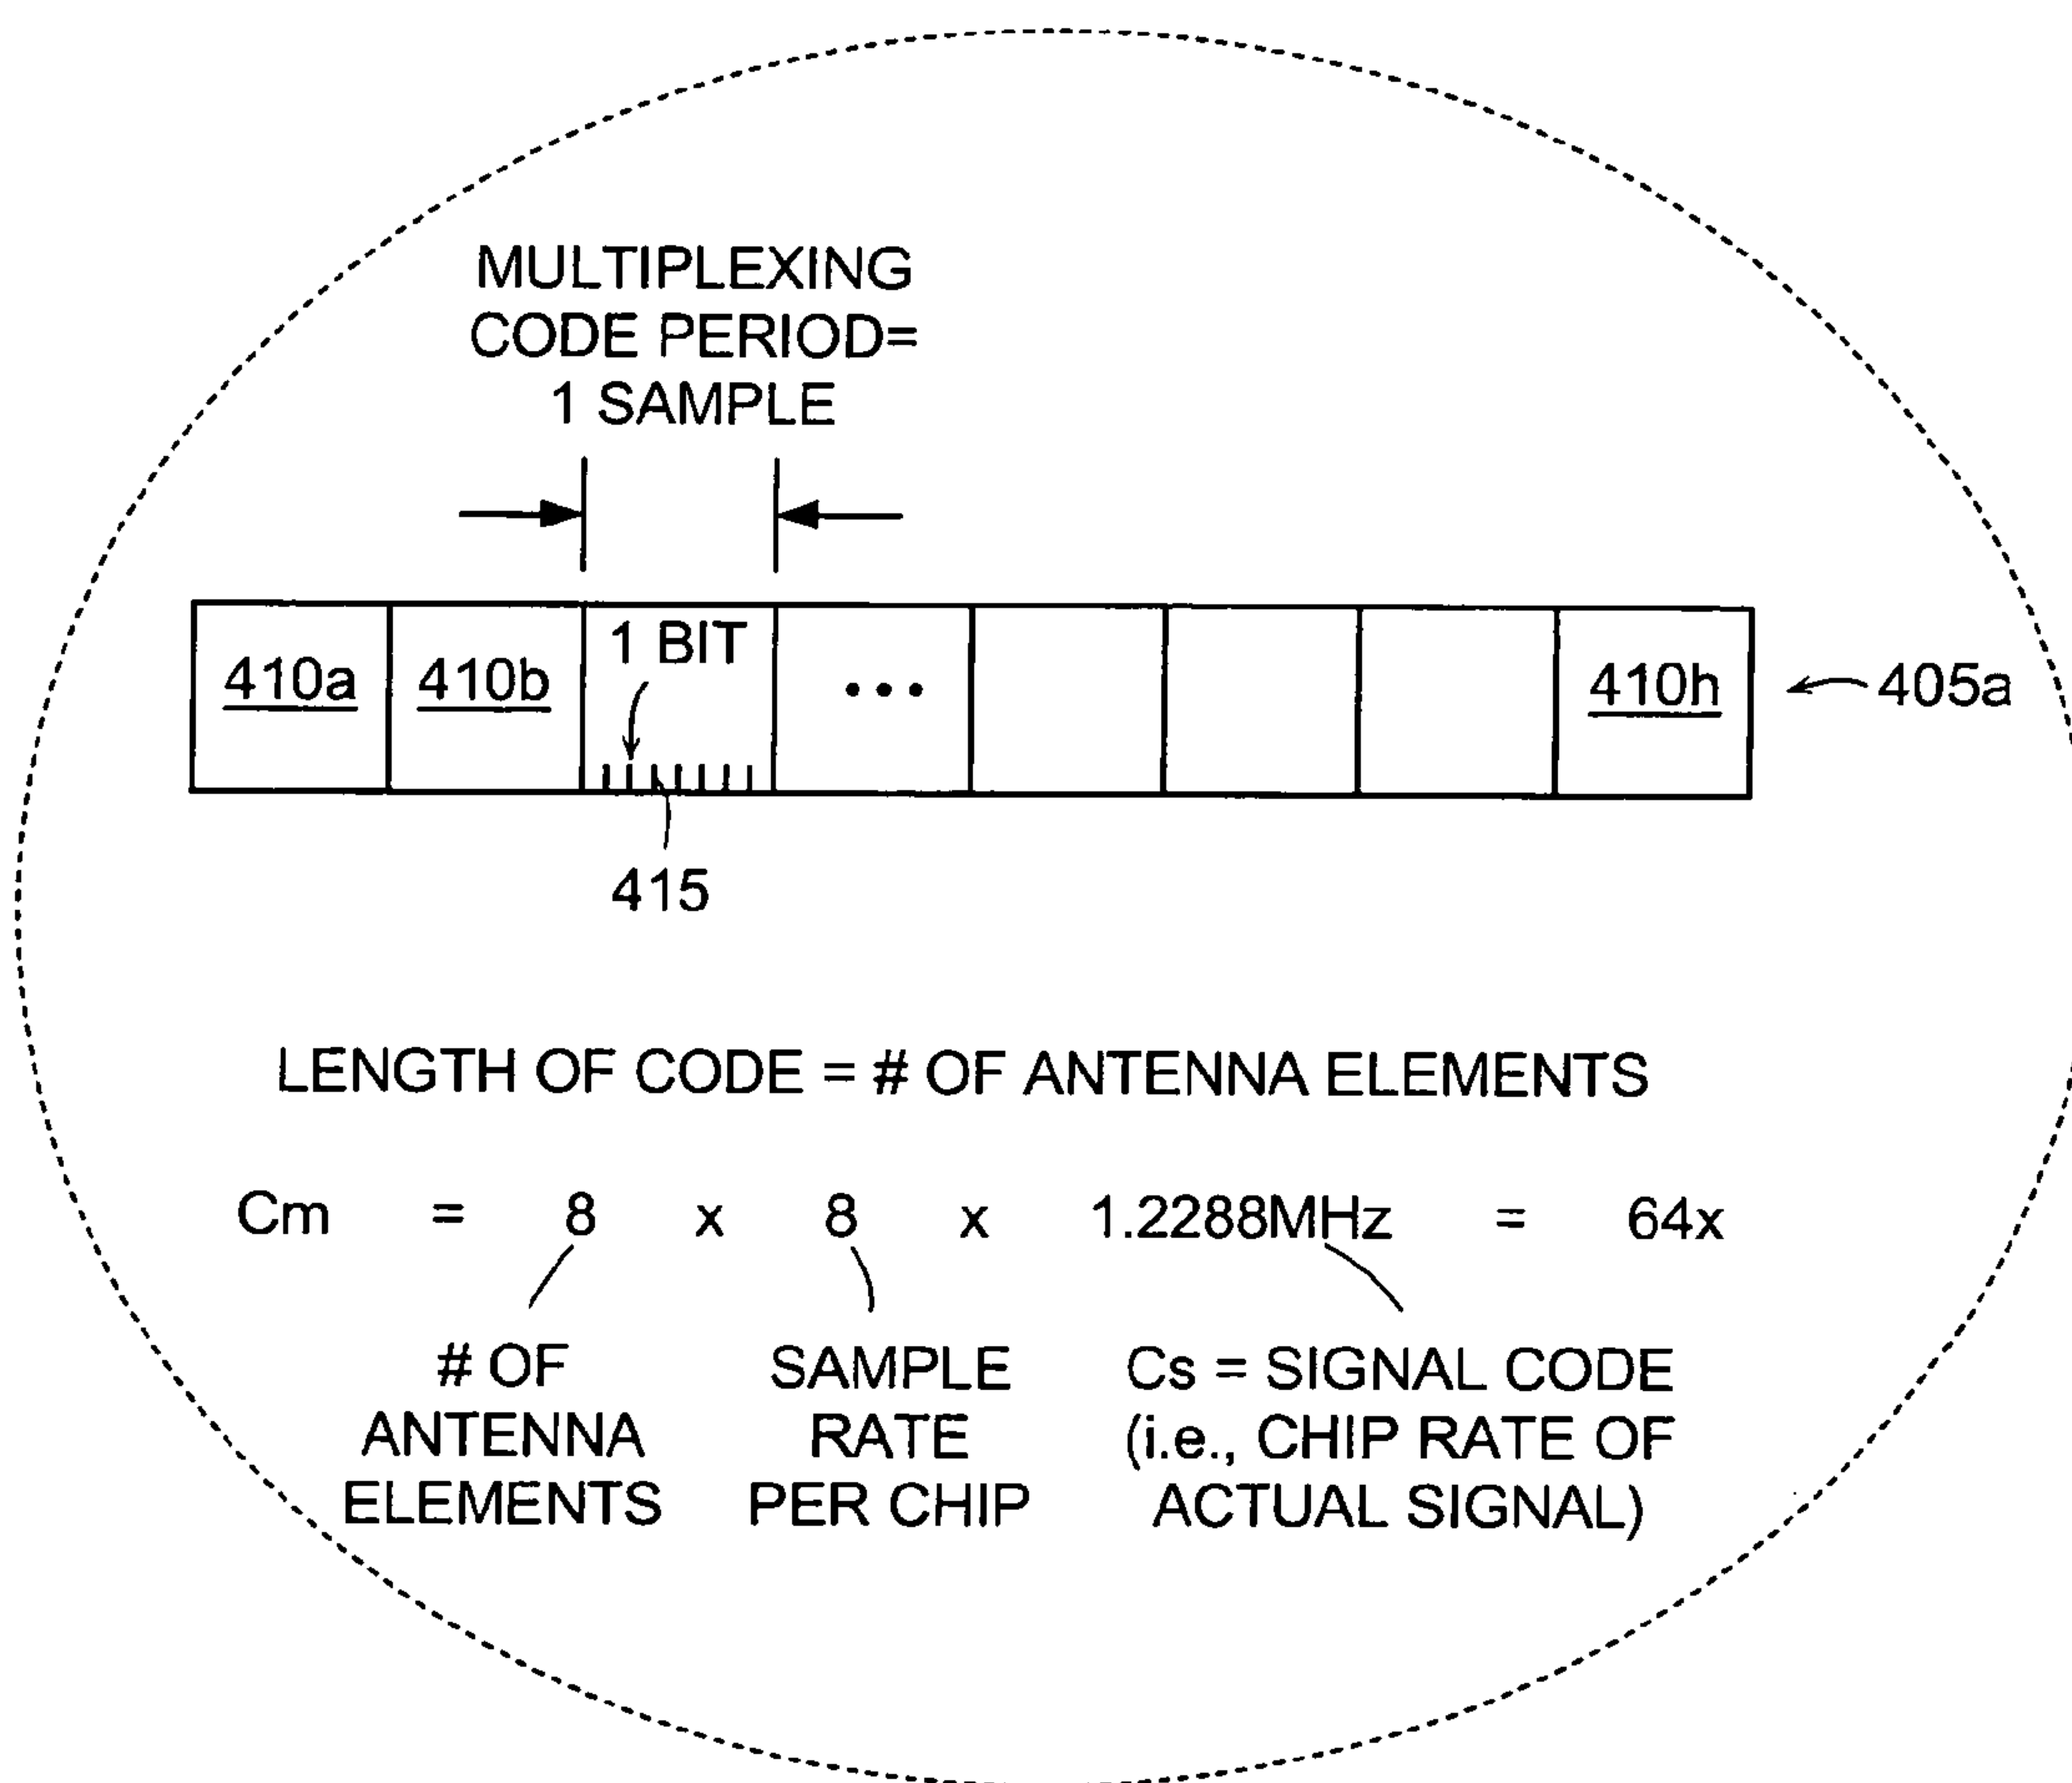 MULTIPLEXING
CODE PERIOD=
1 SAMPLE
410a 410b 1 BIT ••• 410h 405a
415
LENGTH OF CODE = # OF ANTENNA ELEMENTS
Cm = 8 x 8 x 1.2288MHz = 64x
# OF
ANTENNA
ELEMENTS
SAMPLE
RATE
PER CHIP
Cs = SIGNAL CODE
(i.e., CHIP RATE OF
ACTUAL SIGNAL)